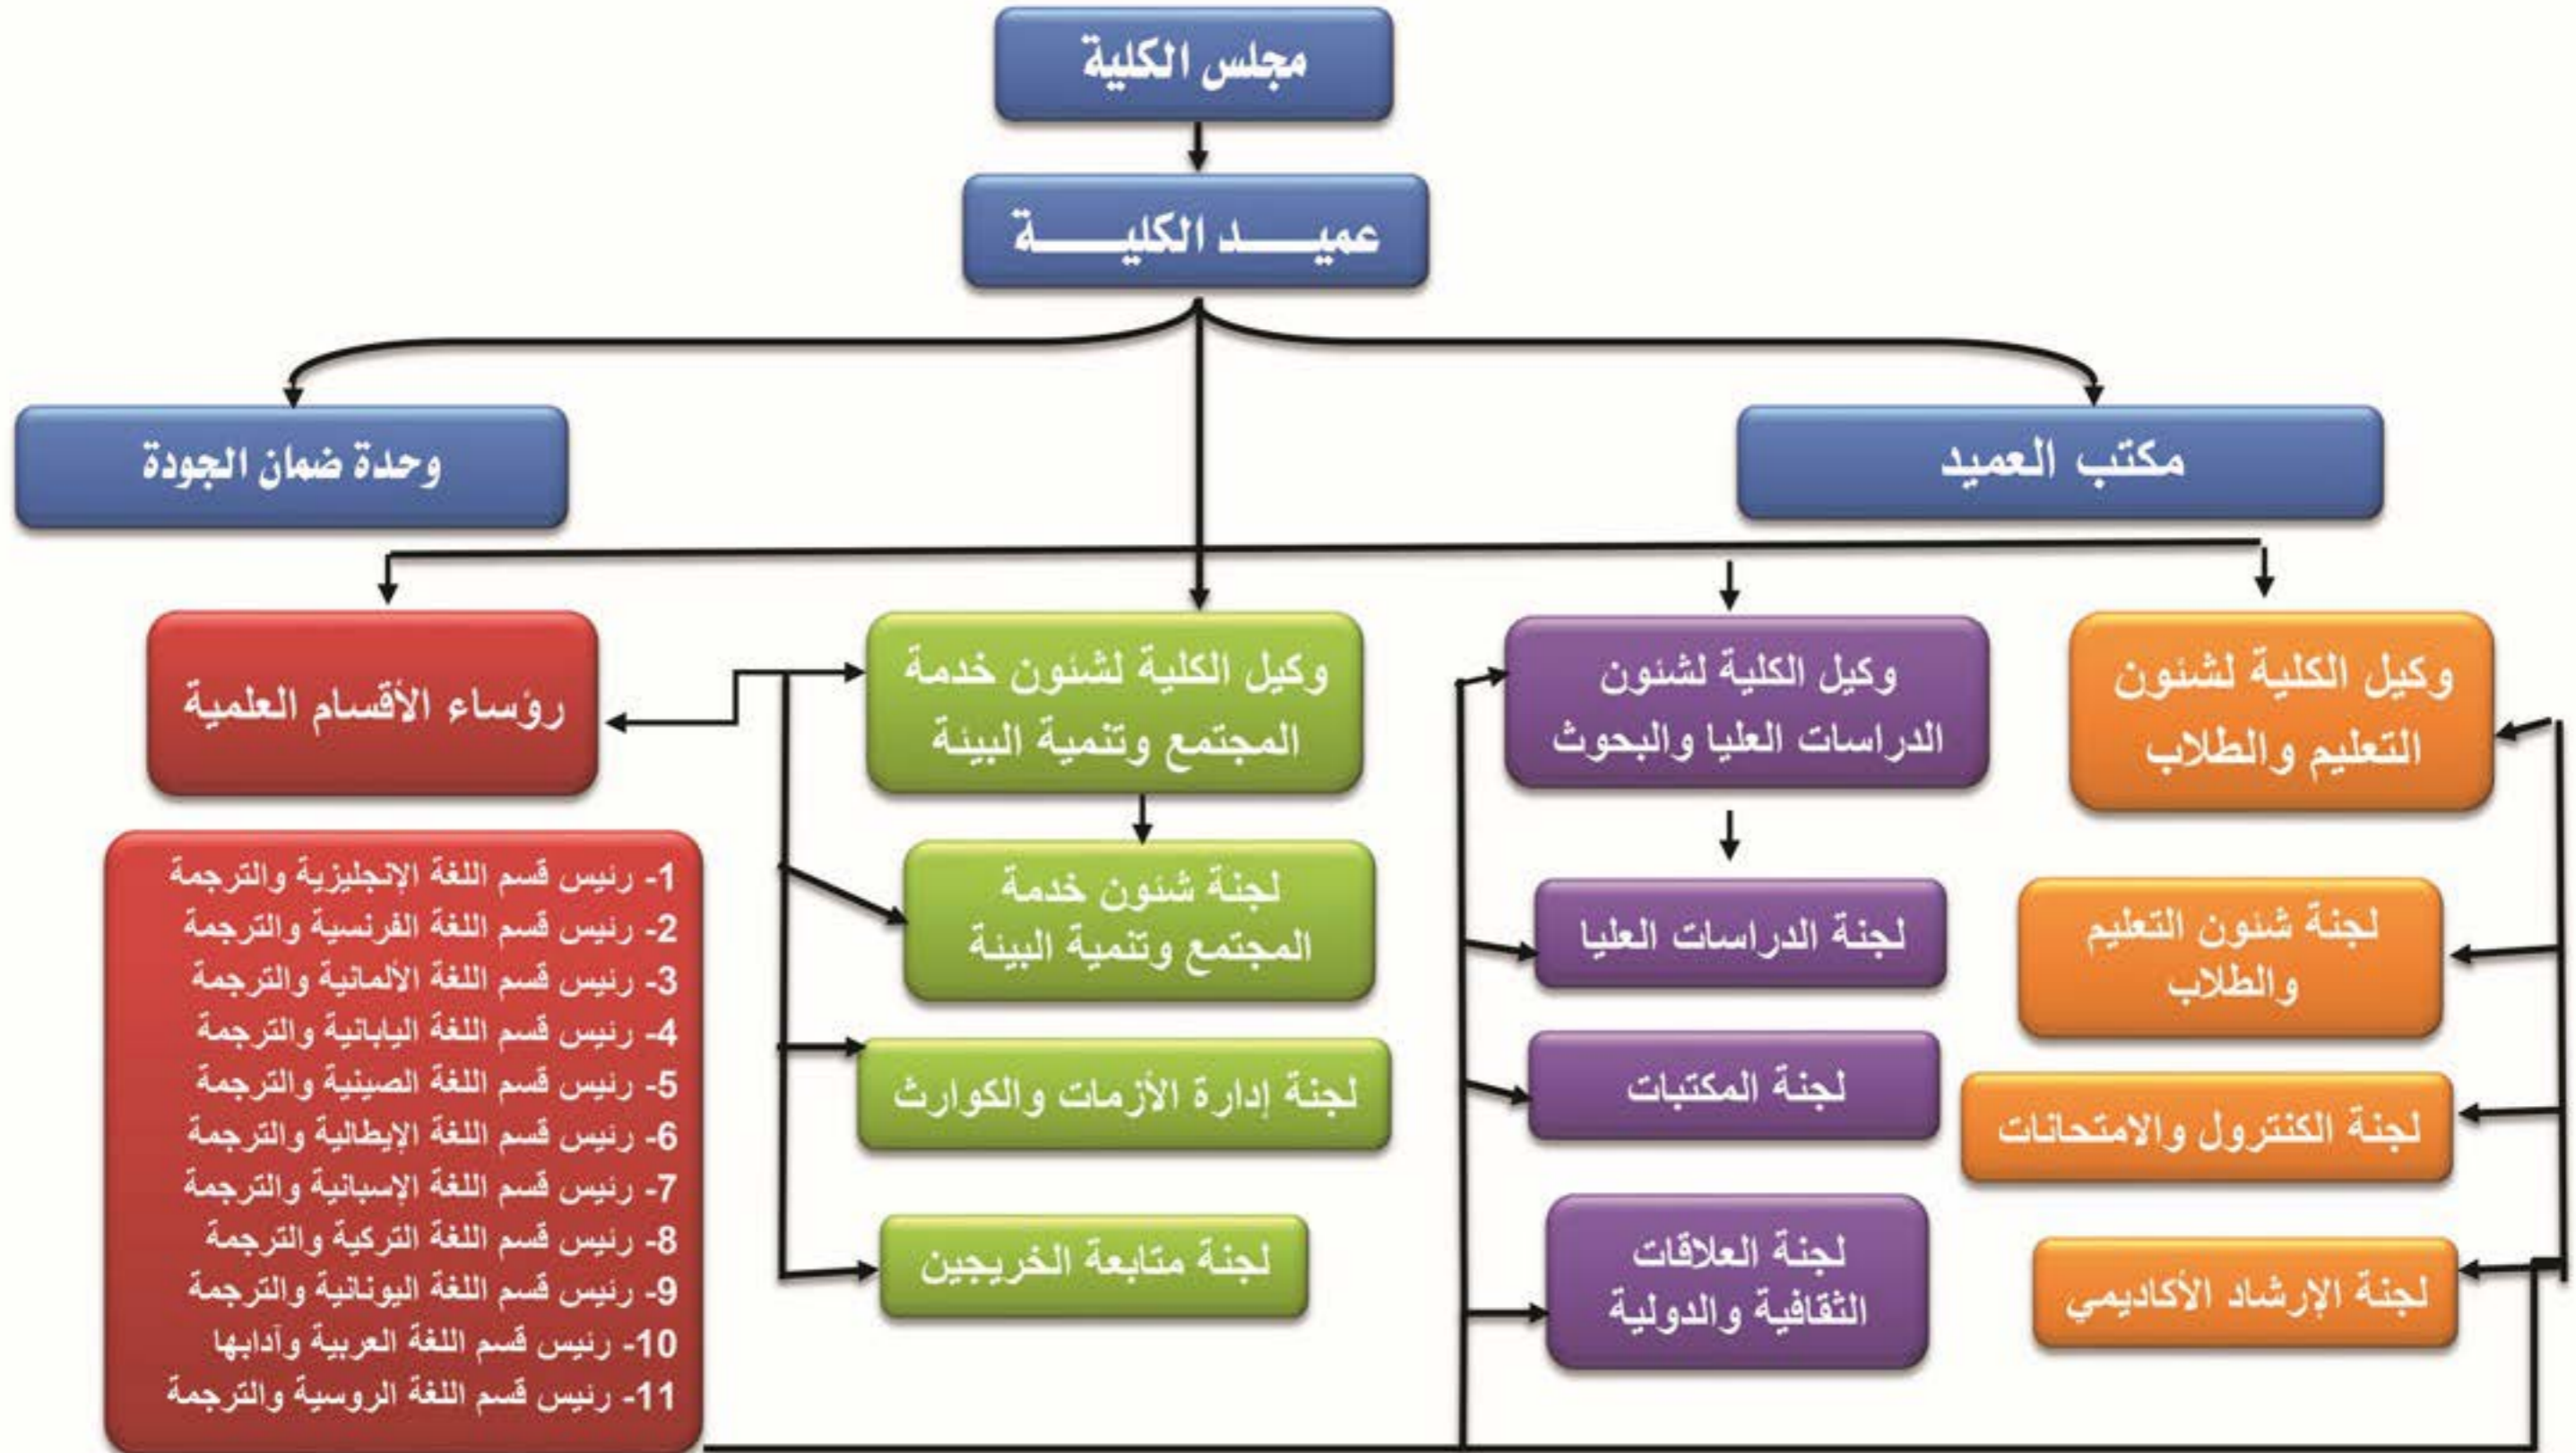 مجلس الكلية
عميــــد الكليــــة
مكتب العميد
وحدة ضمان الجودة
وكيل الكلية لشئون
التعليم والطلاب
لجنة شئون التعليم
والطلاب
لجنة الكنترول والامتحانات
لجنة الإرشاد الأكاديمي
وكيل الكلية لشئون
الدراسات العليا والبحوث
لجنة الدراسات العليا
لجنة المكتبات
لجنة العلاقات
الثقافية والدولية
وكيل الكلية لشئون خدمة
المجتمع وتنمية البيئة
لجنة شئون خدمة
المجتمع وتنمية البيئة
لجنة إدارة الأزمات والكوارث
لجنة متابعة الخريجين
رؤساء الأقسام العلمية
1- رئيس قسم اللغة الإنجليزية والترجمة
2- رئيس قسم اللغة الفرنسية والترجمة
3- رئيس قسم اللغة الألمانية والترجمة
4- رئيس قسم اللغة اليابانية والترجمة
5- رئيس قسم اللغة الصينية والترجمة
6- رئيس قسم اللغة الإيطالية والترجمة
7- رئيس قسم اللغة الإسبانية والترجمة
8- رئيس قسم اللغة التركية والترجمة
9- رئيس قسم اللغة اليونانية والترجمة
10- رئيس قسم اللغة العربية وآدابها
11- رئيس قسم اللغة الروسية والترجمة